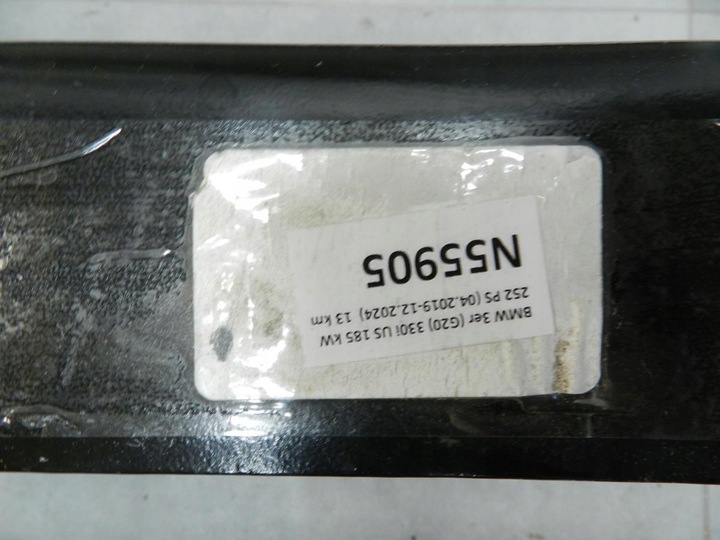 BMW 3er (G20) 330i US 185 kW
252 PS (04.2019-12.2024) 13 km
N55905